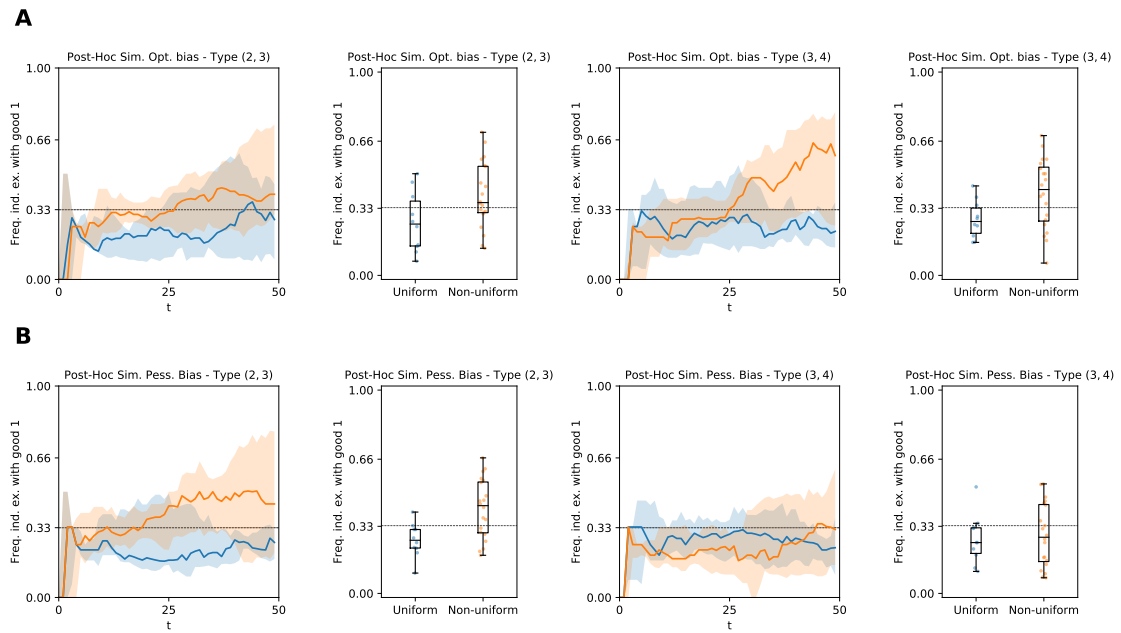 A
Post-Hoc Sim. Opt. bias - Type (2, 3)
Freq. ind. ex. with good 1
1.00
0.66
0.33
0.00
0
25
50
t
Post-Hoc Sim. Opt. bias - Type (2, 3)
Freq. ind. ex. with good 1
1.00
0.66
0.33
0.00
Uniform
Non-uniform
Post-Hoc Sim. Opt. bias - Type (3, 4)
Freq. ind. ex. with good 1
1.00
0.66
0.33
0.00
0
25
50
t
Post-Hoc Sim. Opt. bias - Type (3, 4)
Freq. ind. ex. with good 1
1.00
0.66
0.33
0.00
Uniform
Non-uniform
B
Post-Hoc Sim. Pess. Bias - Type (2, 3)
Freq. ind. ex. with good 1
1.00
0.66
0.33
0.00
0
25
50
t
Post-Hoc Sim. Pess. Bias - Type (2, 3)
Freq. ind. ex. with good 1
1.00
0.66
0.33
0.00
Uniform
Non-uniform
Post-Hoc Sim. Pess. Bias - Type (3, 4)
Freq. ind. ex. with good 1
1.00
0.66
0.33
0.00
0
25
50
t
Post-Hoc Sim. Pess. Bias - Type (3, 4)
Freq. ind. ex. with good 1
1.00
0.66
0.33
0.00
Uniform
Non-uniform